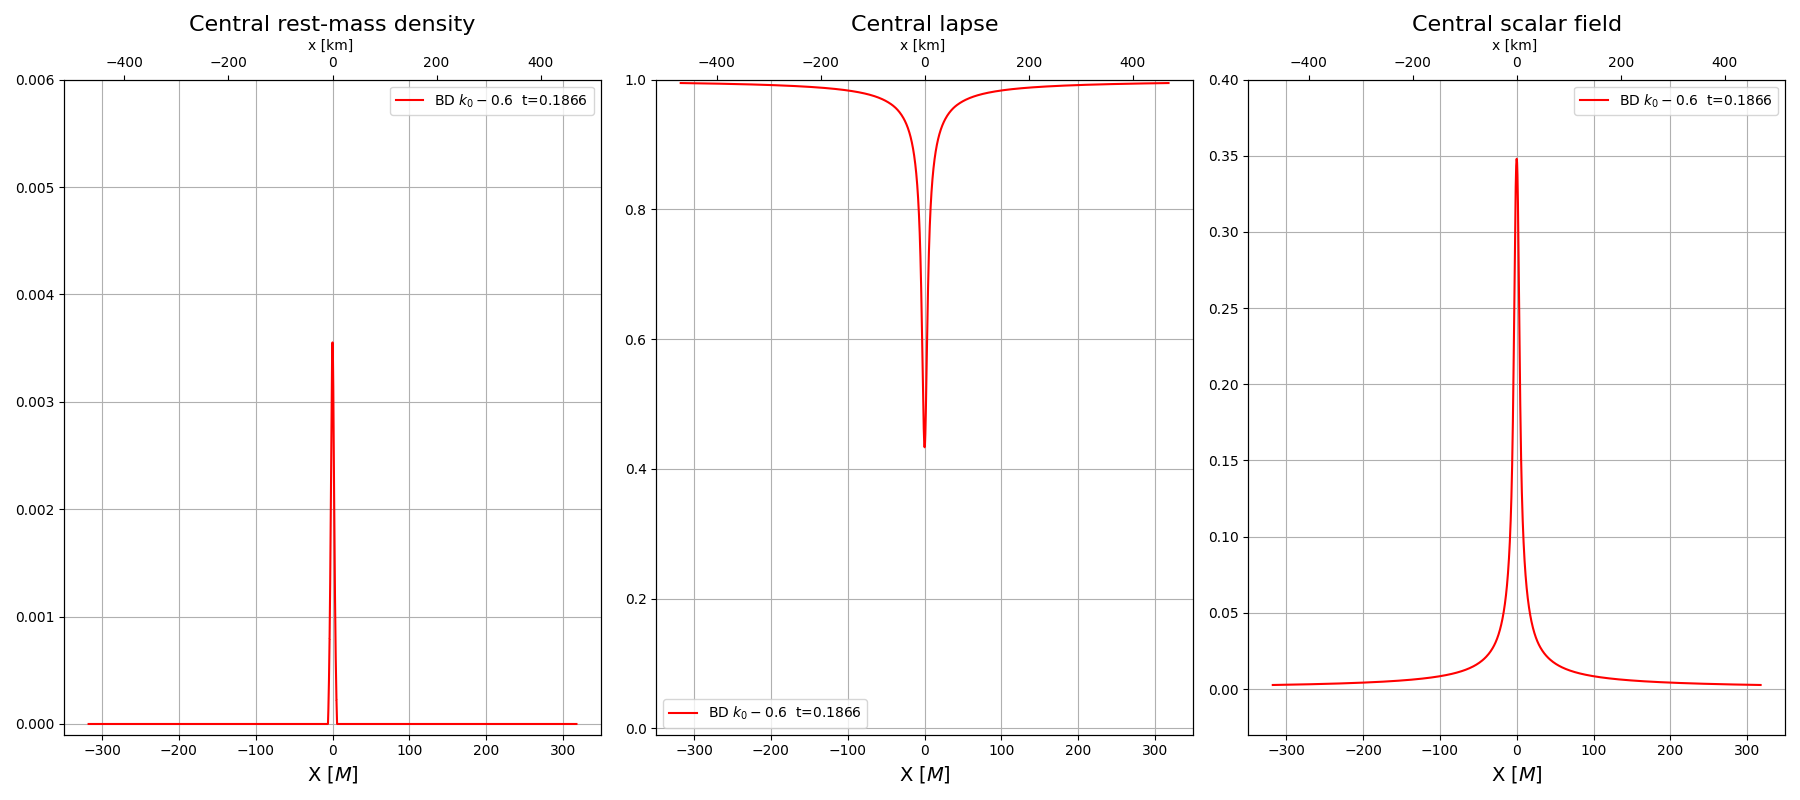 Central rest-mass density
x [km]
−400 −200 0 200 400
0.006
0.005
0.004
0.003
0.002
0.001
0.000
BD k₀ − 0.6 t=0.1866
−300 −200 −100 0 100 200 300
X [M]
Central lapse
x [km]
−400 −200 0 200 400
1.0
0.8
0.6
0.4
0.2
0.0
BD k₀ − 0.6 t=0.1866
−300 −200 −100 0 100 200 300
X [M]
Central scalar field
x [km]
−400 −200 0 200 400
0.40
0.35
0.30
0.25
0.20
0.15
0.10
0.05
0.00
BD k₀ − 0.6 t=0.1866
−300 −200 −100 0 100 200 300
X [M]